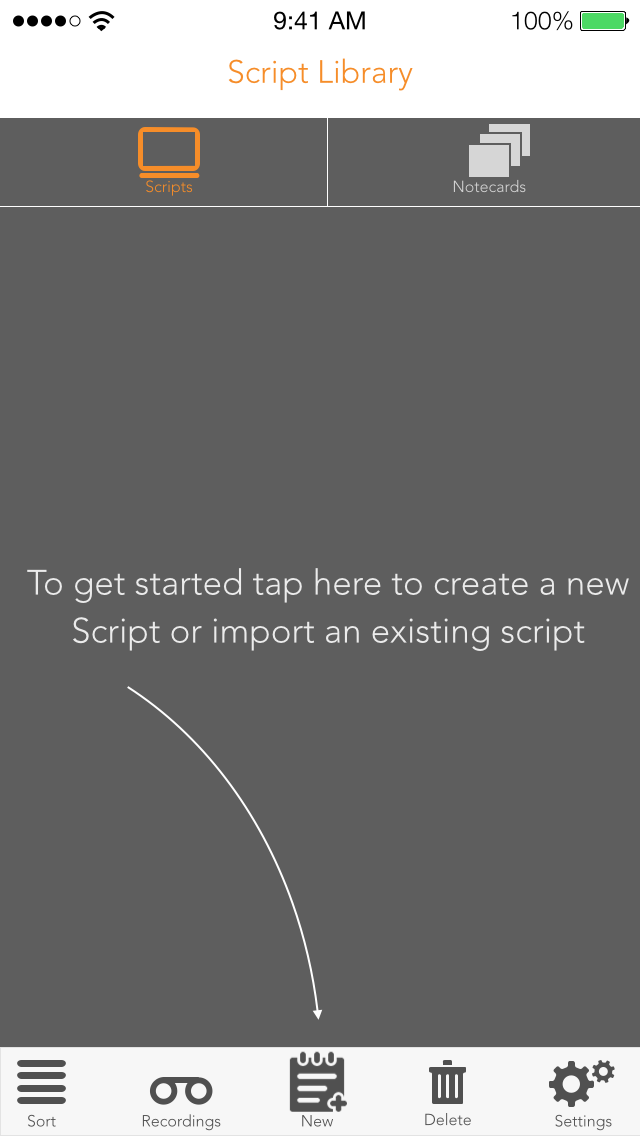 9:41 AM
100%
Script Library
Scripts
Notecards
To get started tap here to create a new
Script or import an existing script
Sort
Recordings
New
Delete
Settings